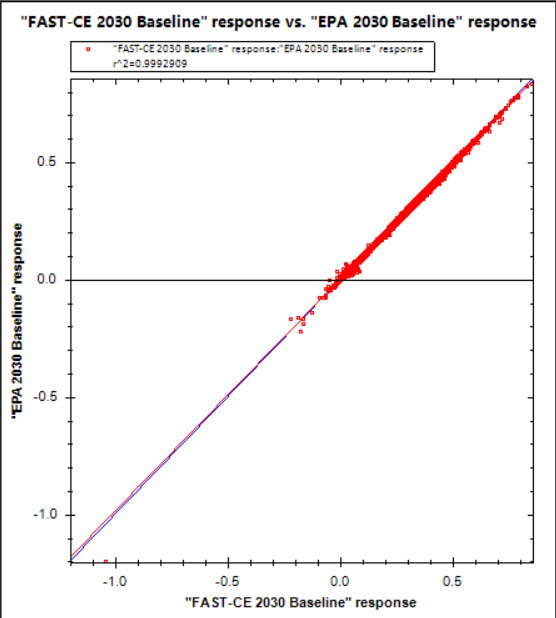 "FAST-CE 2030 Baseline" response vs. "EPA 2030 Baseline" response
"FAST-CE 2030 Baseline" response:"EPA 2030 Baseline" response
r^2=0.9992909
0.5
0.0
-0.5
-1.0
"EPA 2030 Baseline" response
-1.0 -0.5 0.0 0.5
"FAST-CE 2030 Baseline" response